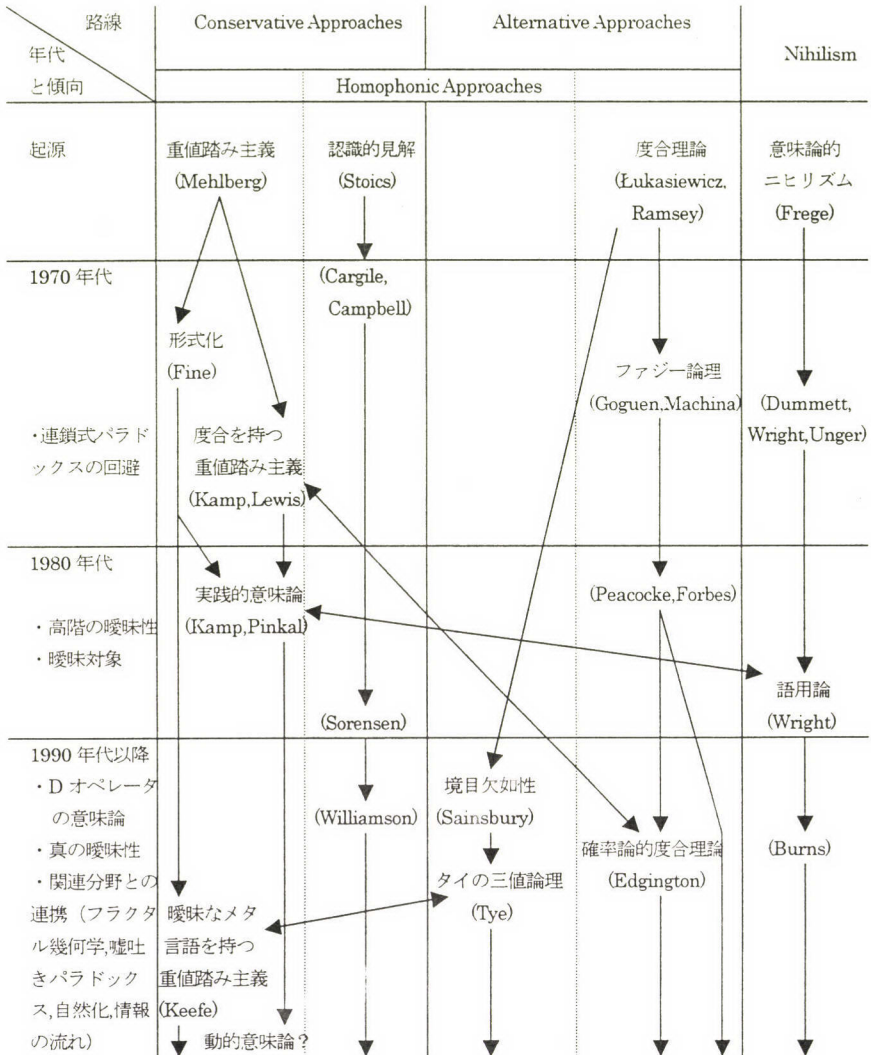 路線
年代
と傾向
Conservative Approaches
Alternative Approaches
Nihilism
Homophonic Approaches
起源
重値踏み主義
(Mehlberg)
認識的見解
(Stoics)
度合理論
(Łukasiewicz,
Ramsey)
意味論的
ニヒリズム
(Frege)
1970 年代
(Cargile,
Campbell)
形式化
(Fine)
ファジー論理
(Goguen,Machina)
(Dummett,
Wright,Unger)
・連鎖式パラド
ックスの回避
度合を持つ
重値踏み主義
(Kamp,Lewis)
1980 年代
・高階の曖昧性
・曖昧対象
実践的意味論
(Kamp,Pinkal)
(Peacocke,Forbes)
語用論
(Wright)
(Sorensen)
1990 年代以降
・D オペレータ
の意味論
・真の曖昧性
・関連分野との
連携（フラクタ
ル幾何学,嘘吐
きパラドック
ス,自然化,情報
の流れ）
(Williamson)
境目欠如性
(Sainsbury)
タイの三値論理
(Tye)
確率論的度合理論
(Edgington)
(Burns)
曖昧なメタ
言語を持つ
重値踏み主義
(Keefe)
動的意味論？